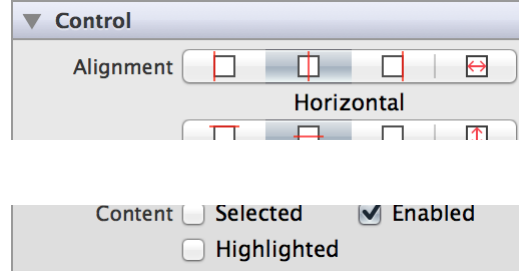 Control
Alignment
Horizontal
Content Selected Enabled
Highlighted